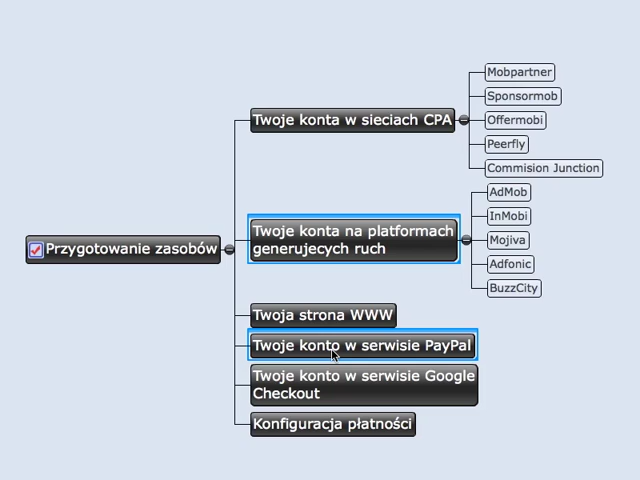 Przygotowanie zasobów
Twoje konta w sieciach CPA
Mobpartner
Sponsormob
Offermobi
Peerfly
Commision Junction
Twoje konta na platformach
generujecych ruch
AdMob
InMobi
Mojiva
Adfonic
BuzzCity
Twoja strona WWW
Twoje konto w serwisie PayPal
Twoje konto w serwisie Google
Checkout
Konfiguracja płatności